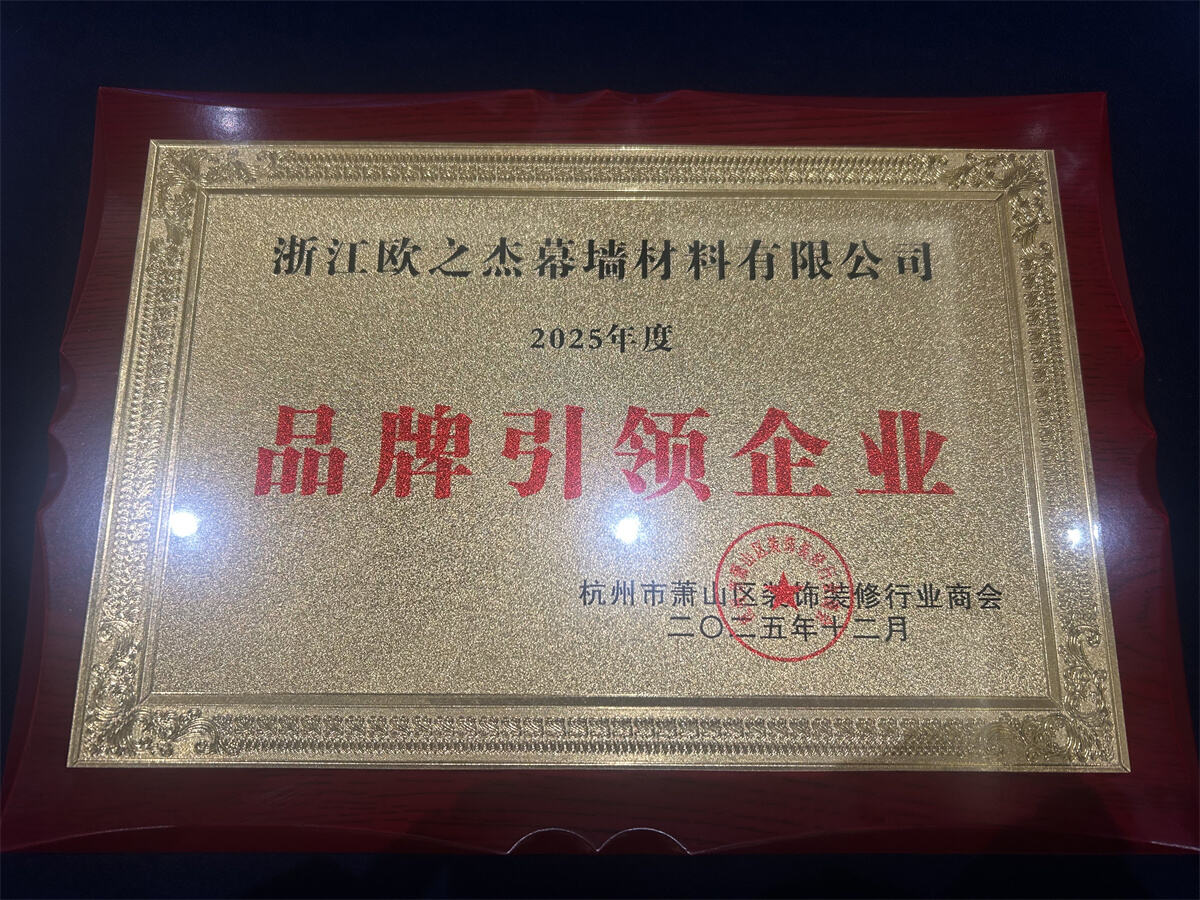 浙江欧之杰幕墙材料有限公司
2025年度
品牌引领企业
杭州市萧山区装饰装修行业商会
二〇二五年十二月